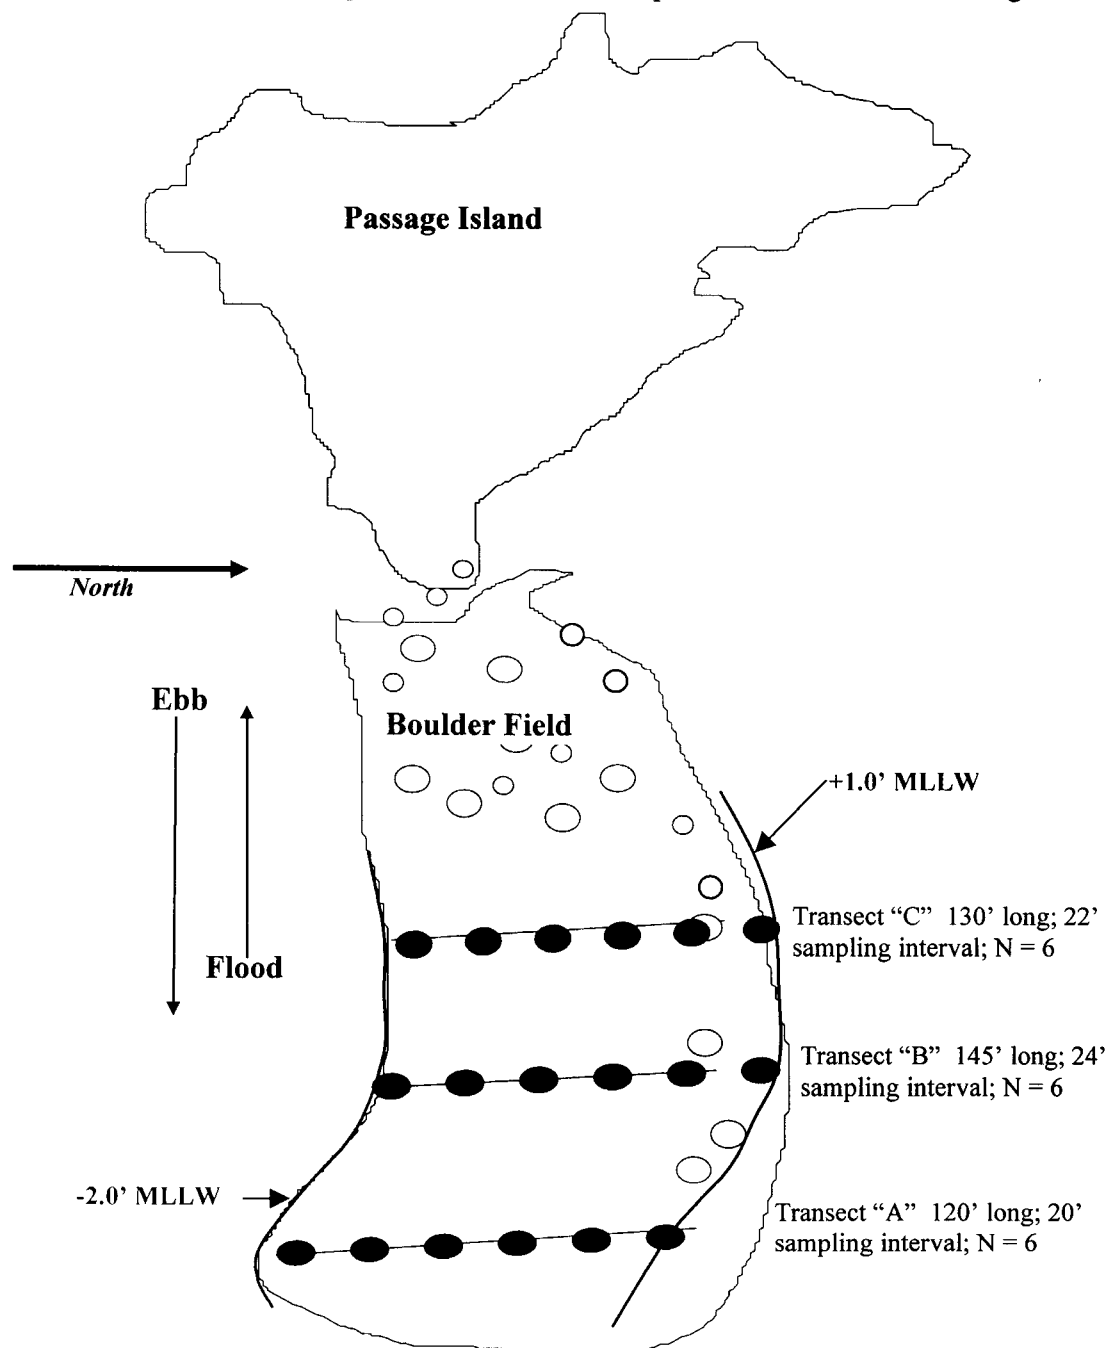 Passage Island
North
Ebb
Boulder Field
+1.0' MLLW
Transect "C" 130' long; 22'
sampling interval; N = 6
Flood
Transect "B" 145' long; 24'
sampling interval; N = 6
-2.0' MLLW
Transect "A" 120' long; 20'
sampling interval; N = 6